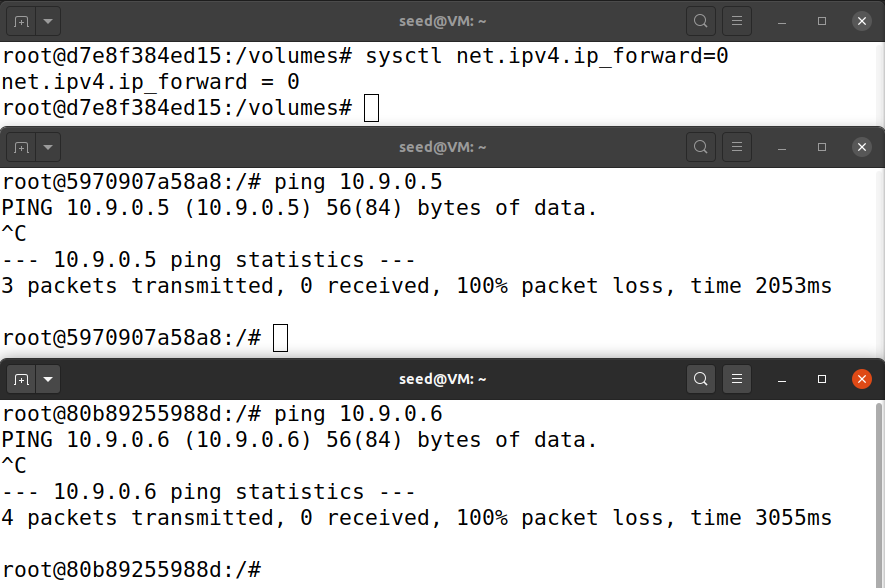 seed@VM: ~
root@d7e8f384ed15:/volumes# sysctl net.ipv4.ip_forward=0
net.ipv4.ip_forward = 0
root@d7e8f384ed15:/volumes#
seed@VM: ~
root@5970907a58a8:/# ping 10.9.0.5
PING 10.9.0.5 (10.9.0.5) 56(84) bytes of data.
^C
--- 10.9.0.5 ping statistics ---
3 packets transmitted, 0 received, 100% packet loss, time 2053ms
root@5970907a58a8:/#
seed@VM: ~
root@80b89255988d:/# ping 10.9.0.6
PING 10.9.0.6 (10.9.0.6) 56(84) bytes of data.
^C
--- 10.9.0.6 ping statistics ---
4 packets transmitted, 0 received, 100% packet loss, time 3055ms
root@80b89255988d:/#